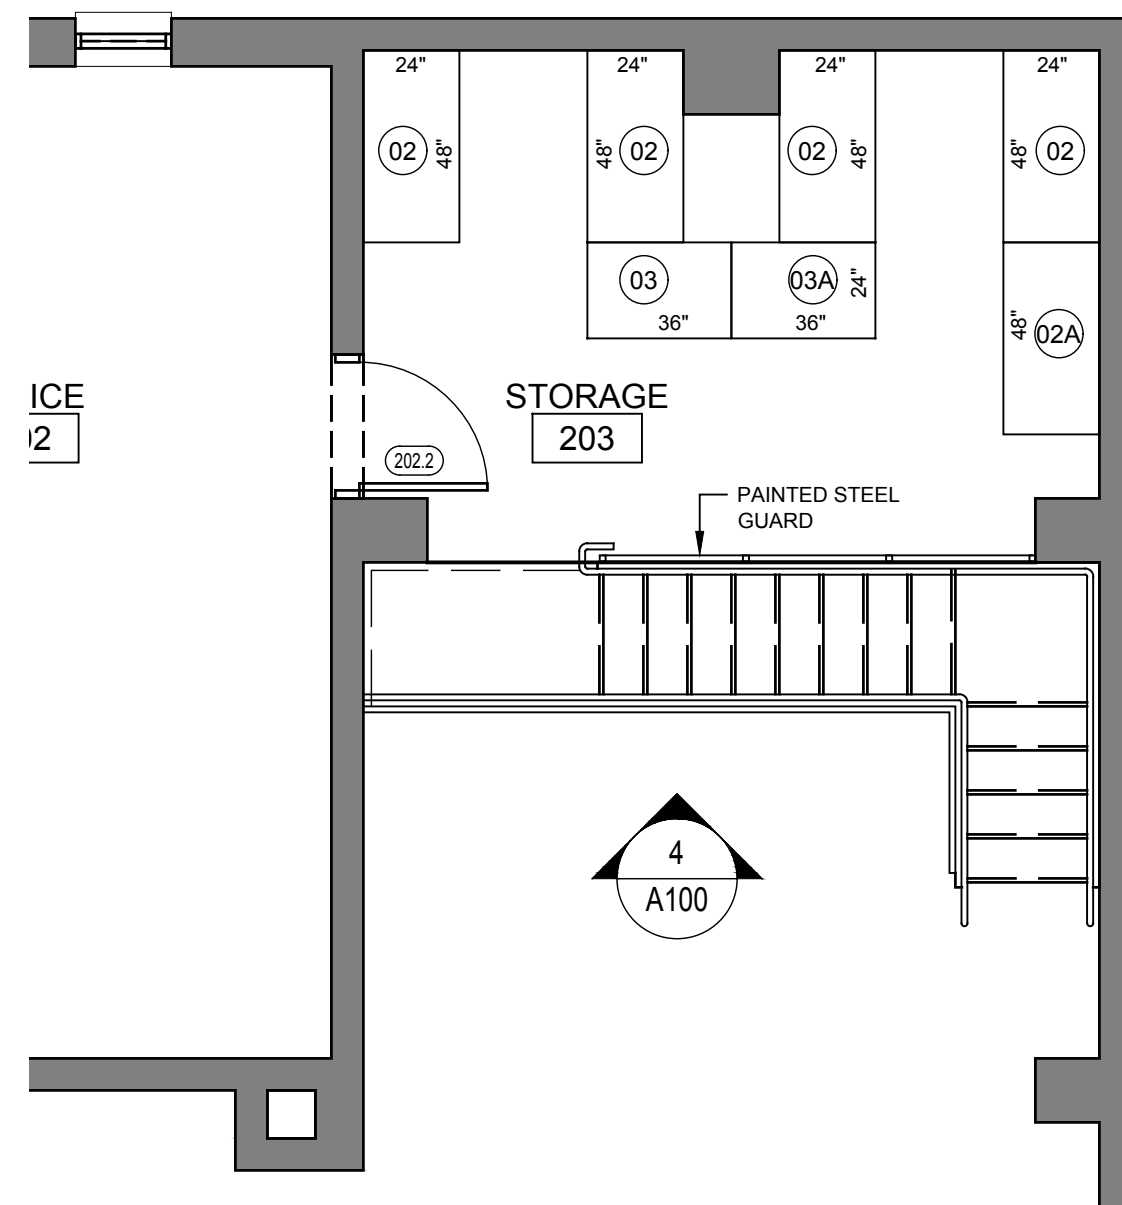 24" 24" 24" 24"
02 48" 48" 02 02 48" 48" 02
03 03A 24"
36" 36"
48" 02A
ICE STORAGE
203
202.2
PAINTED STEEL
GUARD
4
A100